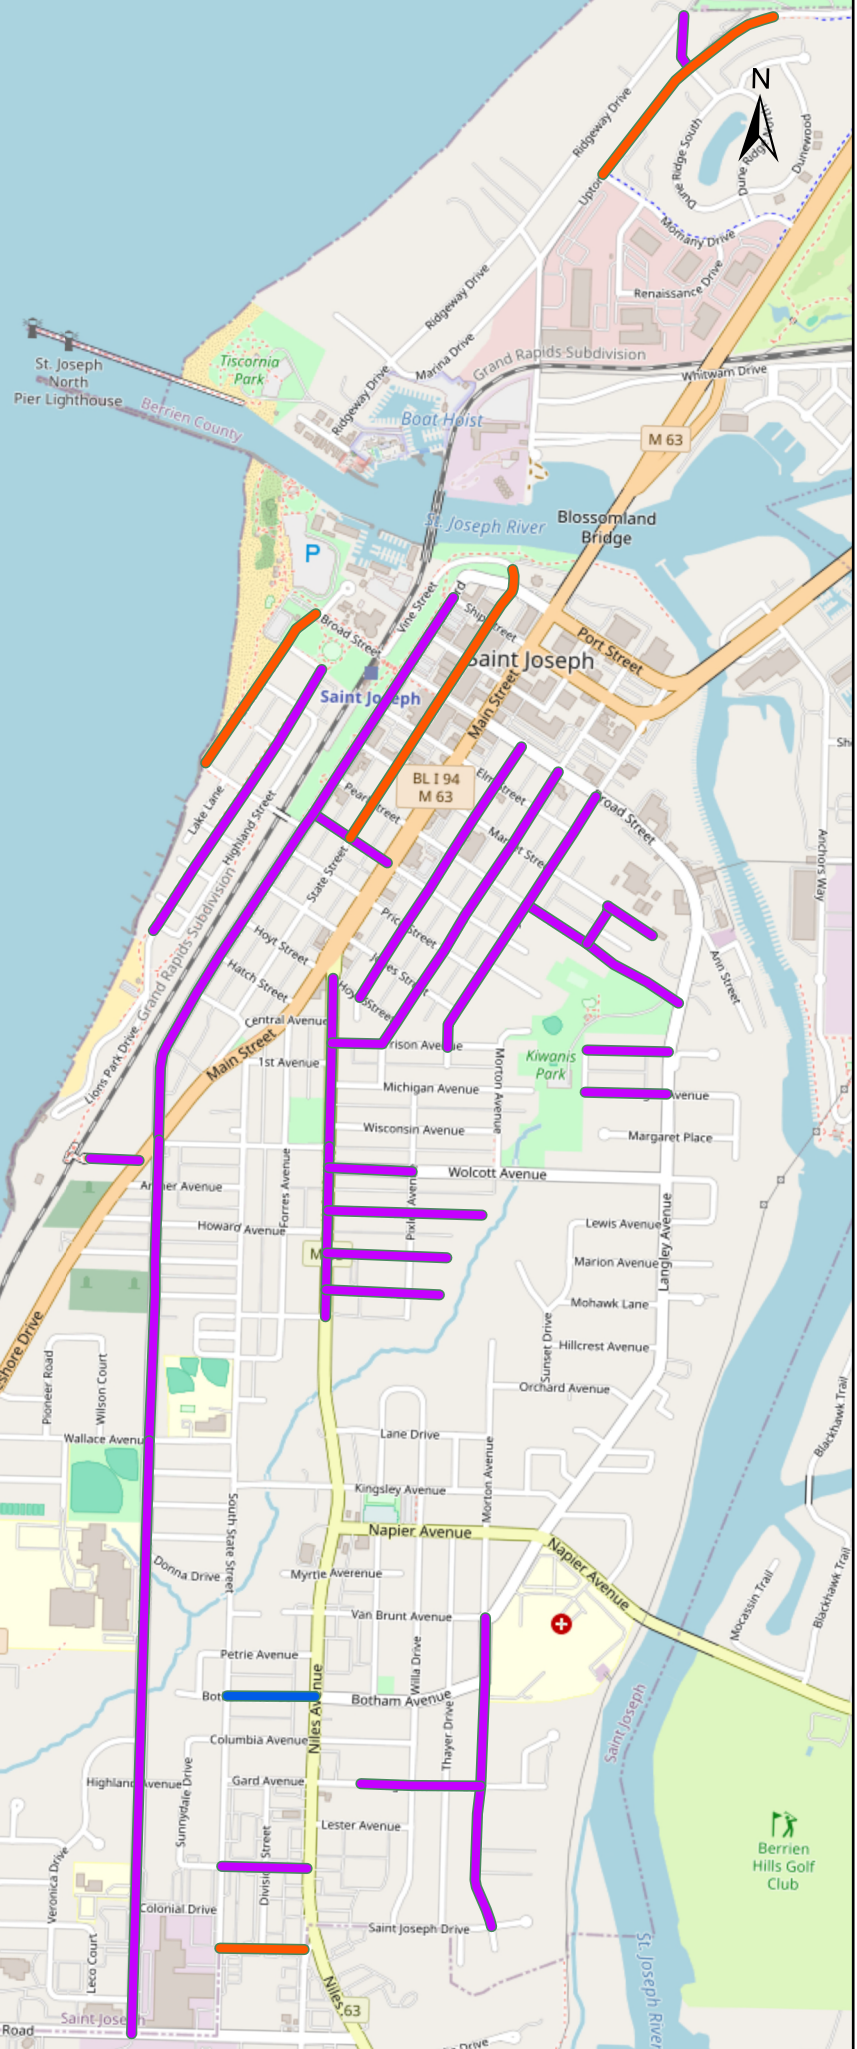 N
Ridgeway Drive
Dune Ridge South
Dunewood
Upton
Momany Drive
Renaissance Drive
Ridgeway Drive
Marina Drive
Grand Rapids Subdivision
Whitwam Drive
St. Joseph
North
Pier Lighthouse
Tiscornia
Park
Ridgeway Drive
Berrien County
Boat Hoist
M 63
St. Joseph River
Blossomland
Bridge
P
Vine Street
Ship Street
Broad Street
Port Street
Saint Joseph
Saint Joseph
Main Street
BL I 94
M 63
Elm Street
Pearl Street
Lake Lane
Highland Street
Broad Street
Market Street
Anchors Way
State Street
Grand Rapids Subdivision
Price Street
Hoyt Street
Jones Street
Ann Street
Hatch Street
Hoyt Street
Central Avenue
Main Street
Lions Park Drive
1st Avenue
Kiwanis
Park
Morton Avenue
Michigan Avenue
Wisconsin Avenue
Margaret Place
Wolcott Avenue
Forres Avenue
Howard Avenue
Lewis Avenue
Langley Avenue
Marion Avenue
Mohawk Lane
Sunset Drive
Hillcrest Avenue
Orchard Avenue
Pioneer Road
Wilson Court
Wallace Avenue
Lane Drive
Blackhawk Trail
Morton Avenue
Kingsley Avenue
South State Street
Napier Avenue
Napier Avenue
Donna Drive
Van Brunt Avenue
Mocassin Trail
Blackhawk Trail
Petrie Avenue
Willa Drive
Botham Avenue
Niles Avenue
Saint Joseph
Thayer Drive
Columbia Avenue
Gard Avenue
Highland Avenue
Sunnydale Drive
Lester Avenue
Berrien
Hills Golf
Club
Veronica Drive
Colonial Drive
Saint Joseph Drive
Leco Court
St. Joseph River
Niles
63
Saint Joseph
Road
Drive